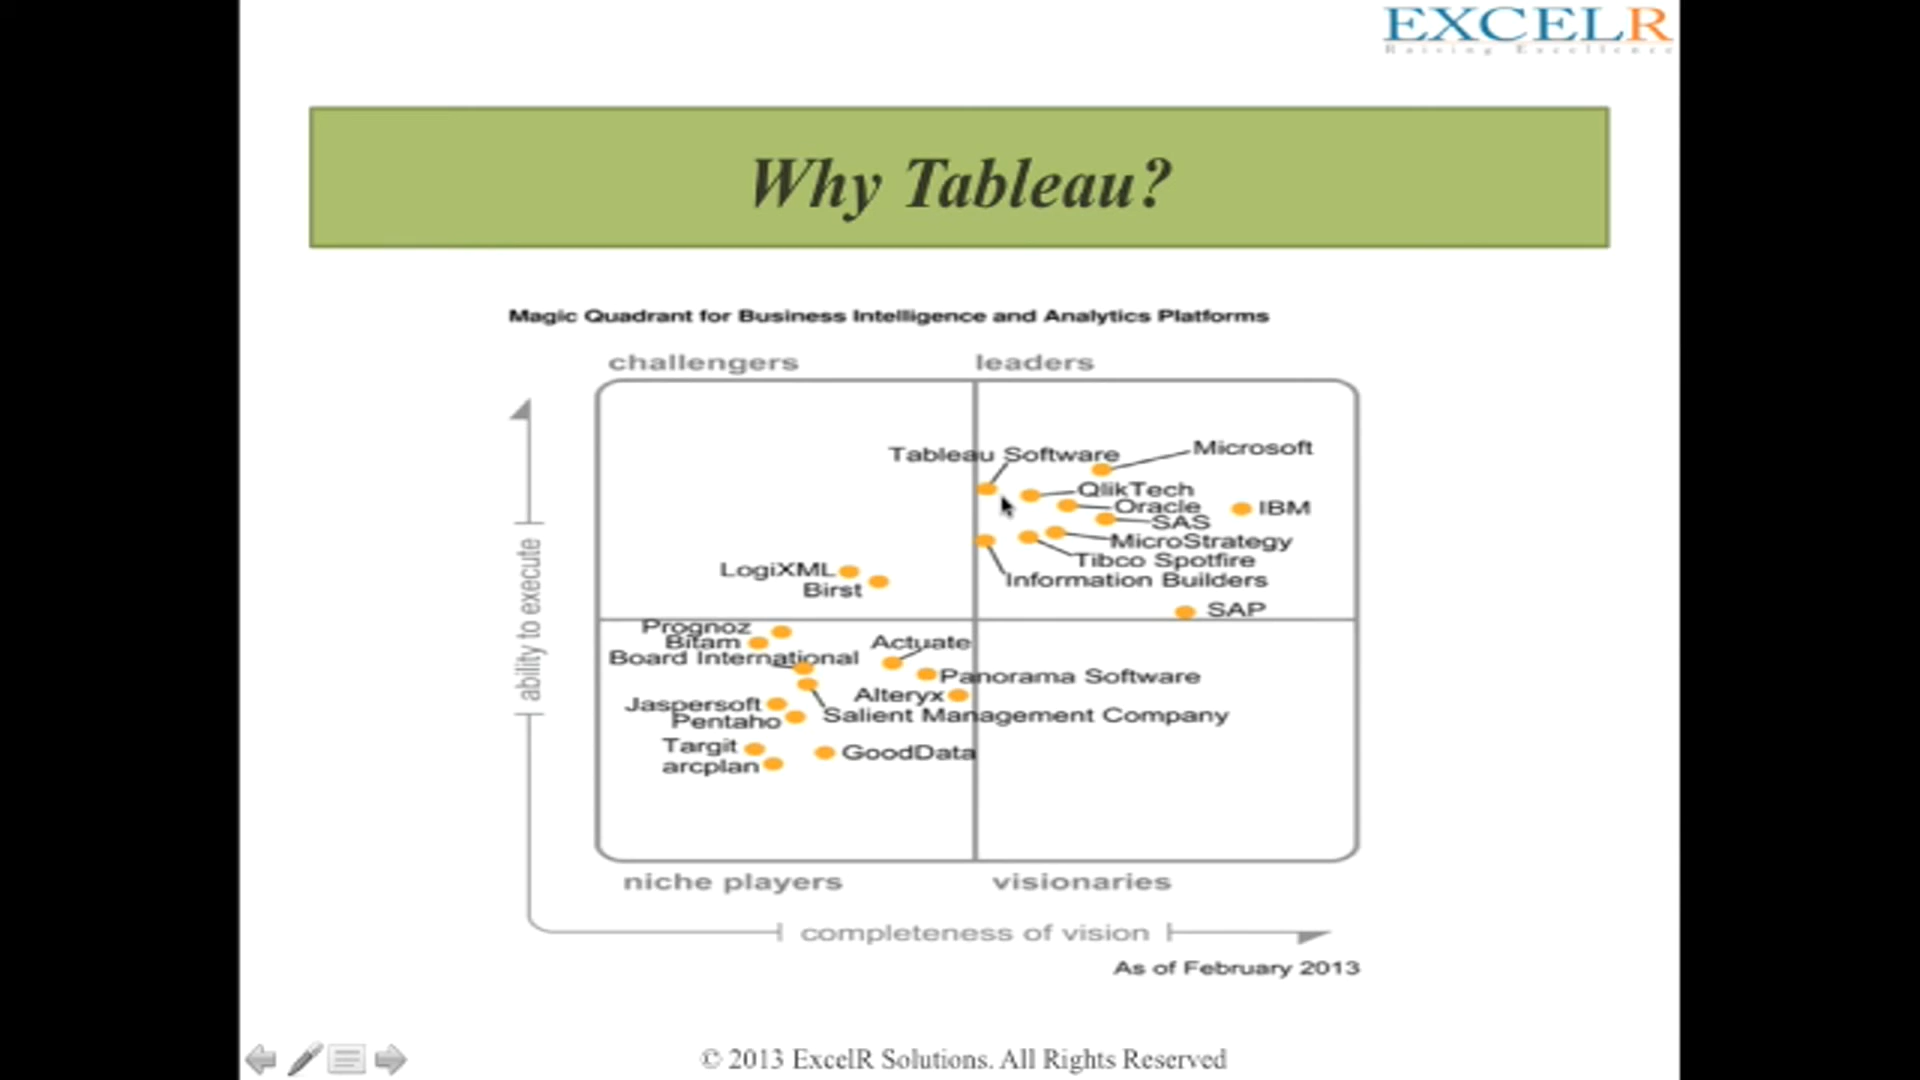 EXCELR
Raising Excellence
Why Tableau?
Magic Quadrant for Business Intelligence and Analytics Platforms
challengers
leaders
Tableau Software
Microsoft
QlikTech
Oracle
IBM
SAS
MicroStrategy
Tibco Spotfire
Information Builders
LogiXML
Birst
SAP
Prognoz
Bitam
Actuate
Board International
Panorama Software
Alteryx
Jaspersoft
Salient Management Company
Pentaho
Targit
GoodData
arcplan
ability to execute
niche players
visionaries
completeness of vision
As of February 2013
© 2013 ExcelR Solutions. All Rights Reserved